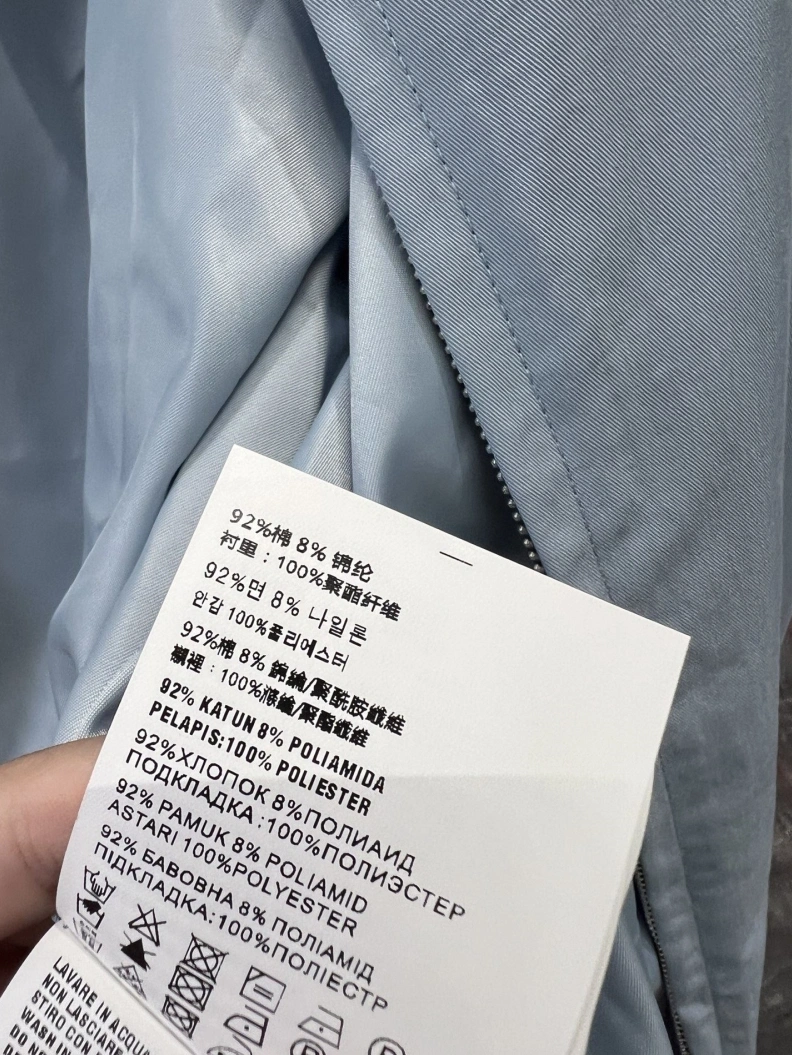 92%棉 8% 锦纶
衬里：100%聚酯纤维
92%면 8% 나일론
안감 100%폴리에스터
92%棉 8% 錦綸/聚酰胺纖維
襯裡：100%滌綸/聚酯纖維
92% KATUN 8% POLIAMIDA
PELAPIS:100% POLIESTER
92%ХЛОПОК 8%ПОЛИАИД
ПОДКЛАДКА:100%ПОЛИЭСТЕР
92% PAMUK 8% POLIAMID
ASTARI 100%POLYESTER
92% БАВОВНА 8% ПОЛІАМІД
ПІДКЛАДКА:100%ПОЛІЕСТР
LAVARE IN ACQUA
NON LASCIARE
STIRO CON
WASH IN
DO NO